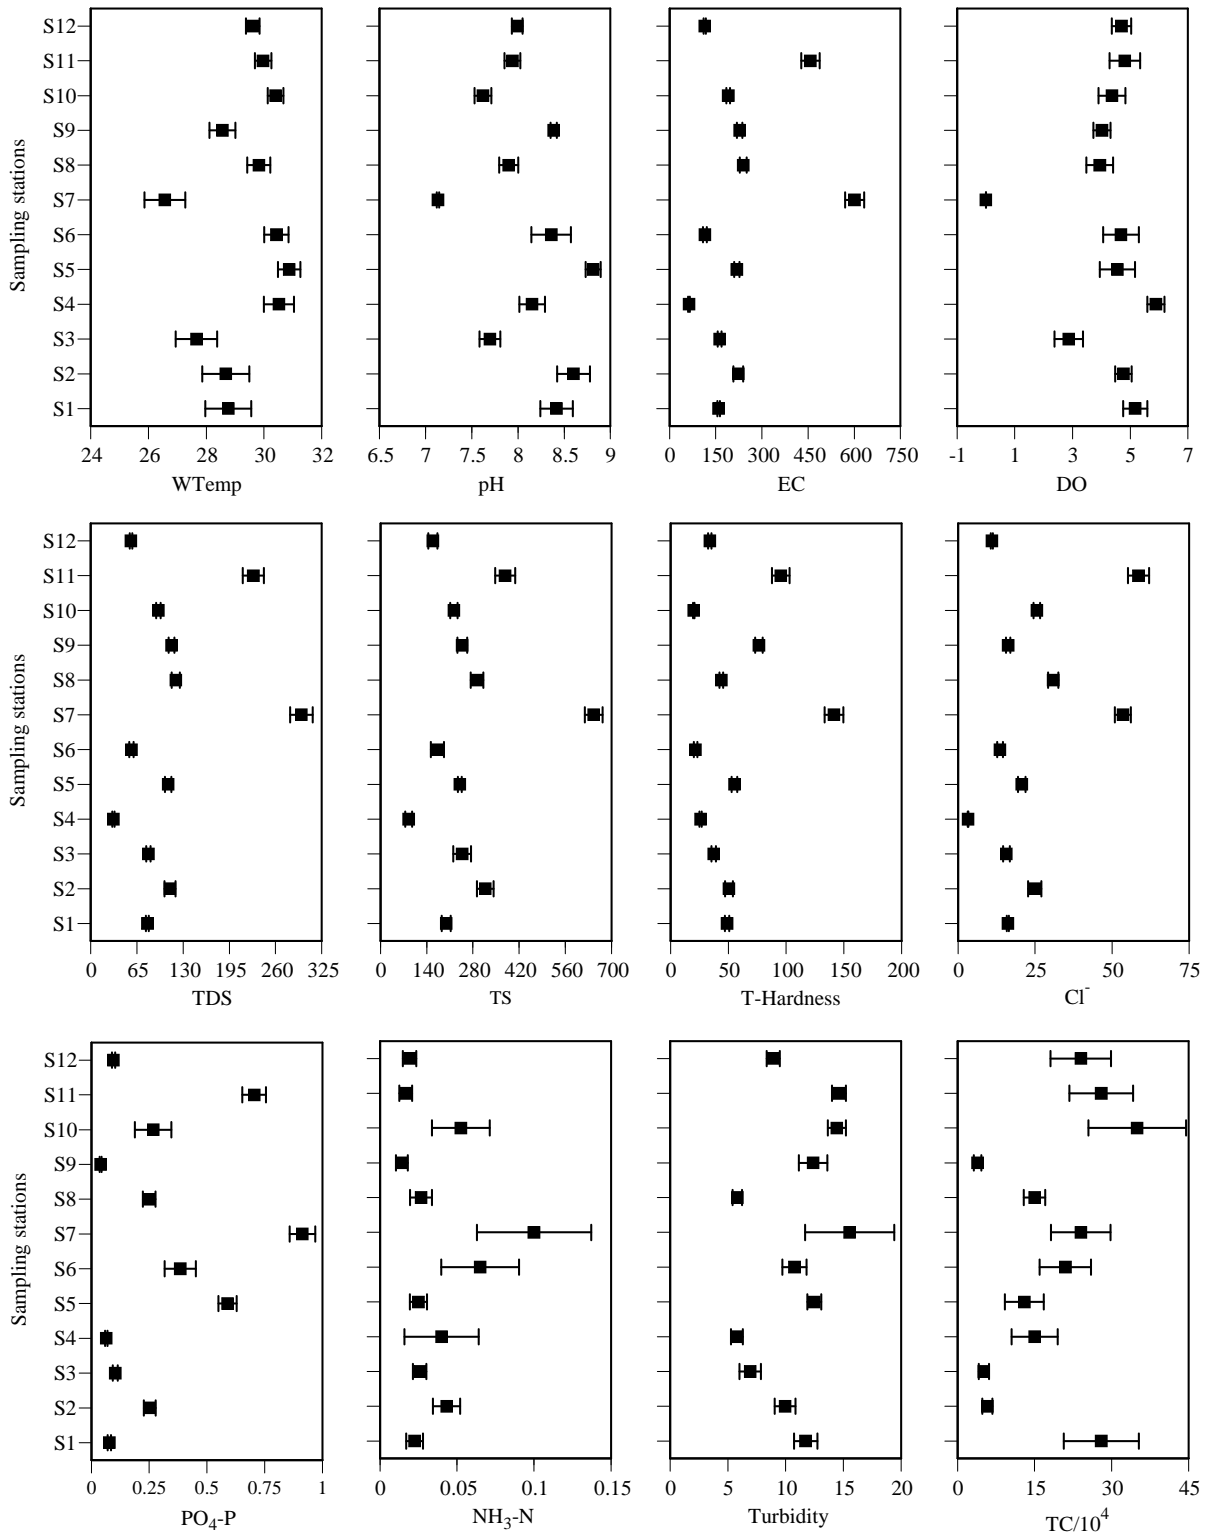 Sampling stations
S12
S11
S10
S9
S8
S7
S6
S5
S4
S3
S2
S1
24 26 28 30 32
WTemp
6.5 7 7.5 8 8.5 9
pH
0 150 300 450 600 750
EC
-1 1 3 5 7
DO
Sampling stations
S12
S11
S10
S9
S8
S7
S6
S5
S4
S3
S2
S1
0 65 130 195 260 325
TDS
0 140 280 420 560 700
TS
0 50 100 150 200
T-Hardness
0 25 50 75
Cl⁻
Sampling stations
S12
S11
S10
S9
S8
S7
S6
S5
S4
S3
S2
S1
0 0.25 0.5 0.75 1
PO₄-P
0 0.05 0.1 0.15
NH₃-N
0 5 10 15 20
Turbidity
0 15 30 45
TC/10⁴